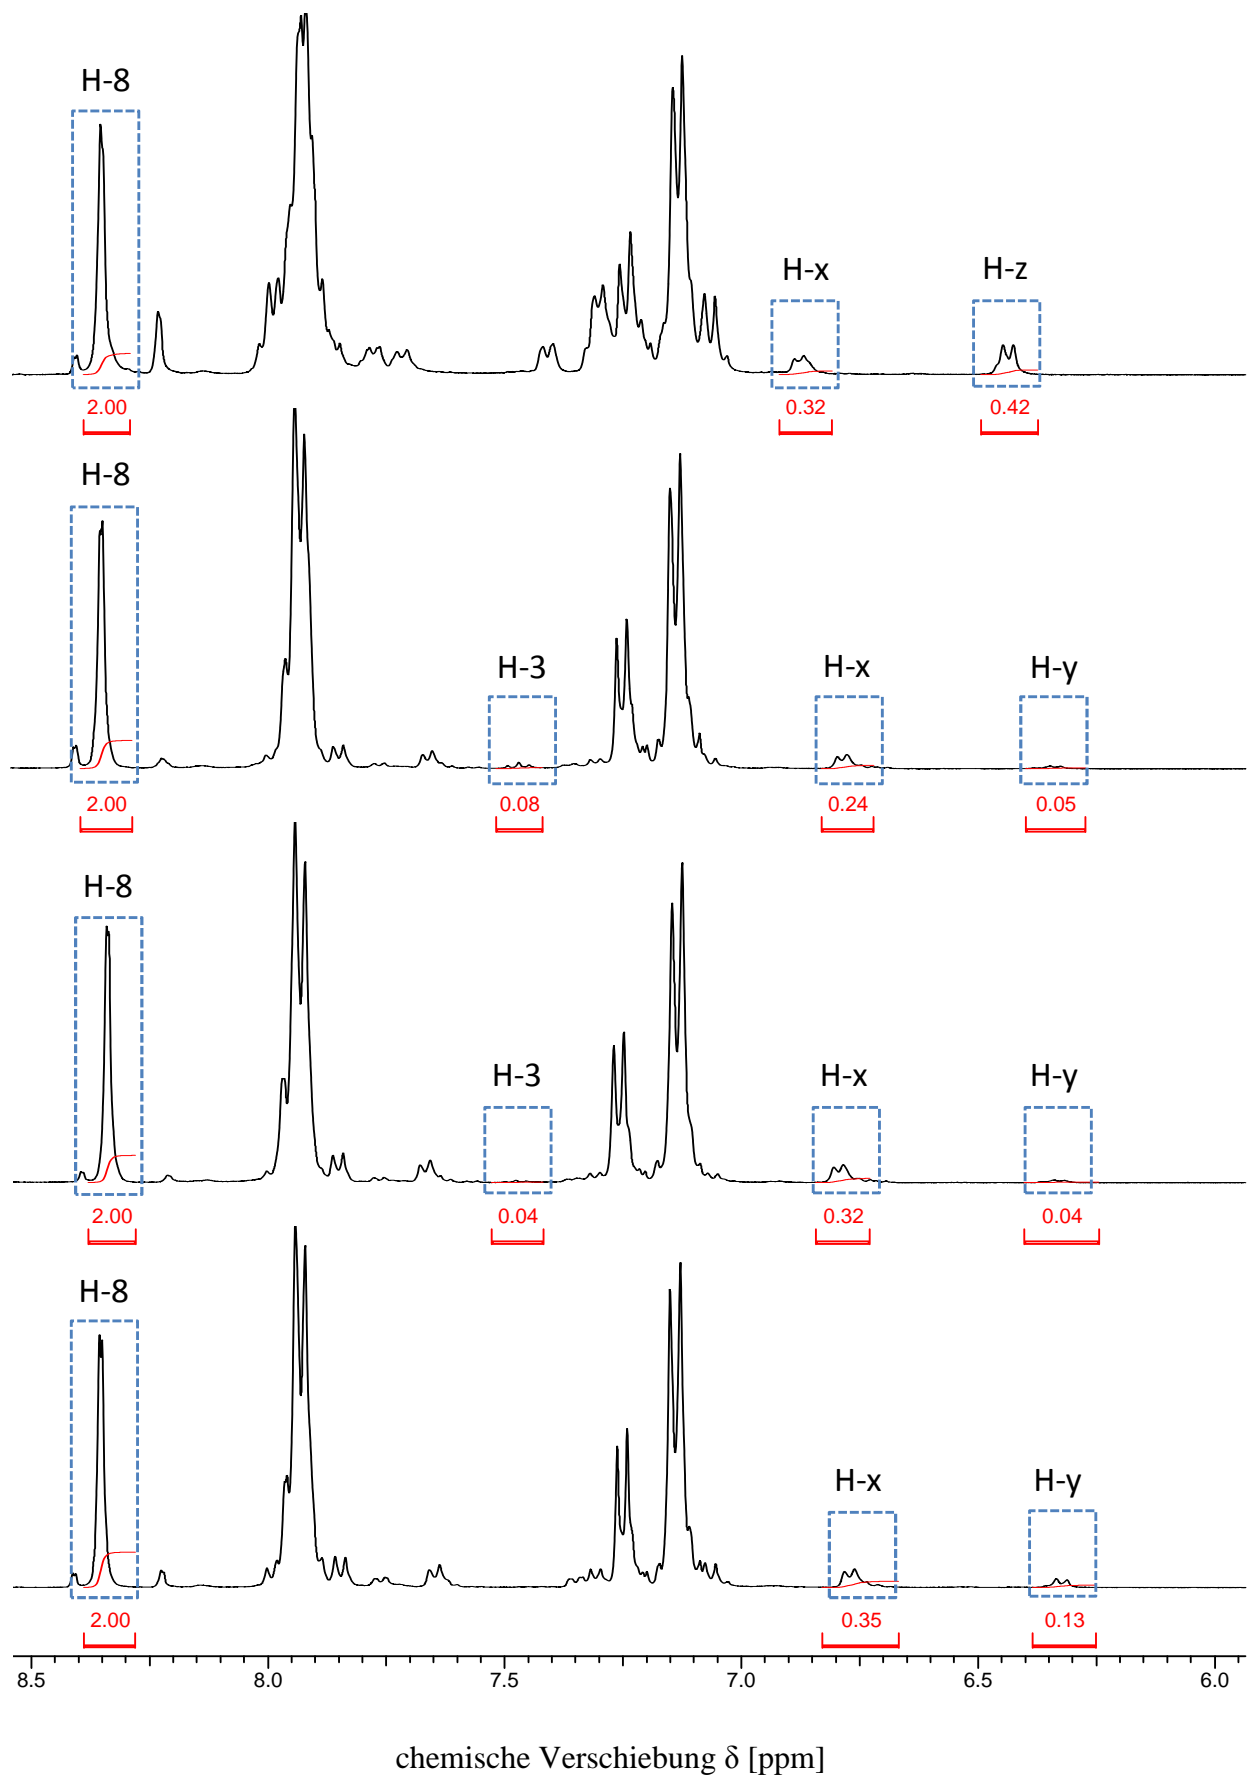 H-8
H-x H-z
2.00 0.32 0.42
H-8
H-3 H-x H-y
2.00 0.08 0.24 0.05
H-8
H-3 H-x H-y
2.00 0.04 0.32 0.04
H-8
H-x H-y
2.00 0.35 0.13
8.5 8.0 7.5 7.0 6.5 6.0
chemische Verschiebung δ [ppm]